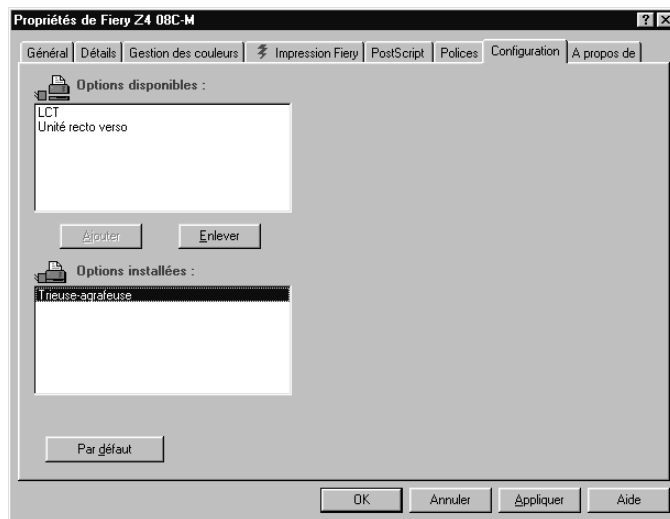 Propriétés de Fiery Z4 08C-M
Général Détails Gestion des couleurs Impression Fiery PostScript Polices Configuration A propos de
Options disponibles :
LCT
Unité recto verso
Ajouter Enlever
Options installées :
Trieuse-agrafeuse
Par défaut
OK Annuler Appliquer Aide